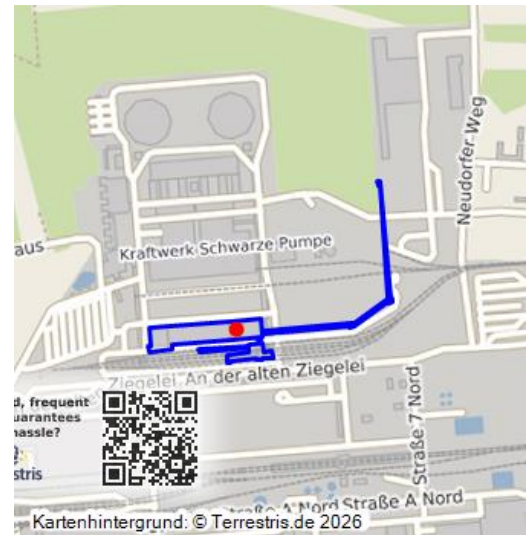 Neudorfer Weg
aus
Kraftwerk Schwarze Pumpe
Ziegelei An der alten Ziegelei
Straße 7 Nord
d, frequent
uarantees
hassle?
stris
A Nord Straße A Nord
Kartenhintergrund: © Terrestris.de 2026